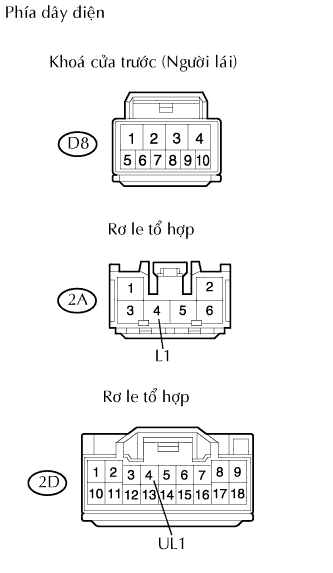 Phía dây điện
Khoá cửa trước (Người lái)
D8
1 2 3 4
5 6 7 8 9 10
Rơ le tổ hợp
2A
1 2
3 4 5 6
L1
Rơ le tổ hợp
2D
1 2 3 4 5 6 7 8 9
10 11 12 13 14 15 16 17 18
UL1